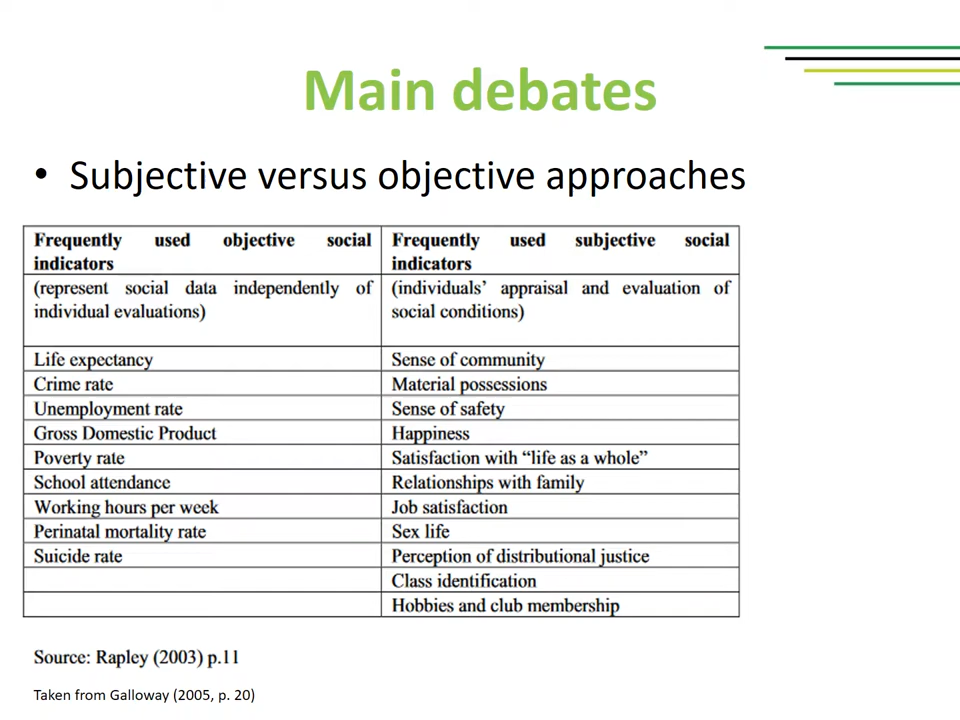 Main debates
• Subjective versus objective approaches
Frequently used objective social indicators
Frequently used subjective social indicators
(represent social data independently of individual evaluations)
(individuals' appraisal and evaluation of social conditions)
Life expectancy
Sense of community
Crime rate
Material possessions
Unemployment rate
Sense of safety
Gross Domestic Product
Happiness
Poverty rate
Satisfaction with “life as a whole”
School attendance
Relationships with family
Working hours per week
Job satisfaction
Perinatal mortality rate
Sex life
Suicide rate
Perception of distributional justice
Class identification
Hobbies and club membership
Source: Rapley (2003) p.11
Taken from Galloway (2005, p. 20)